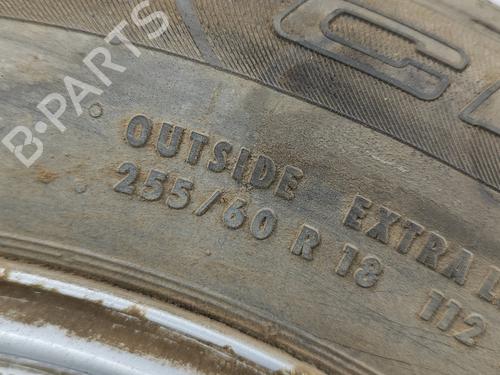 B-PARTS
OUTSIDE EXTRA L
255/60 R 18 112